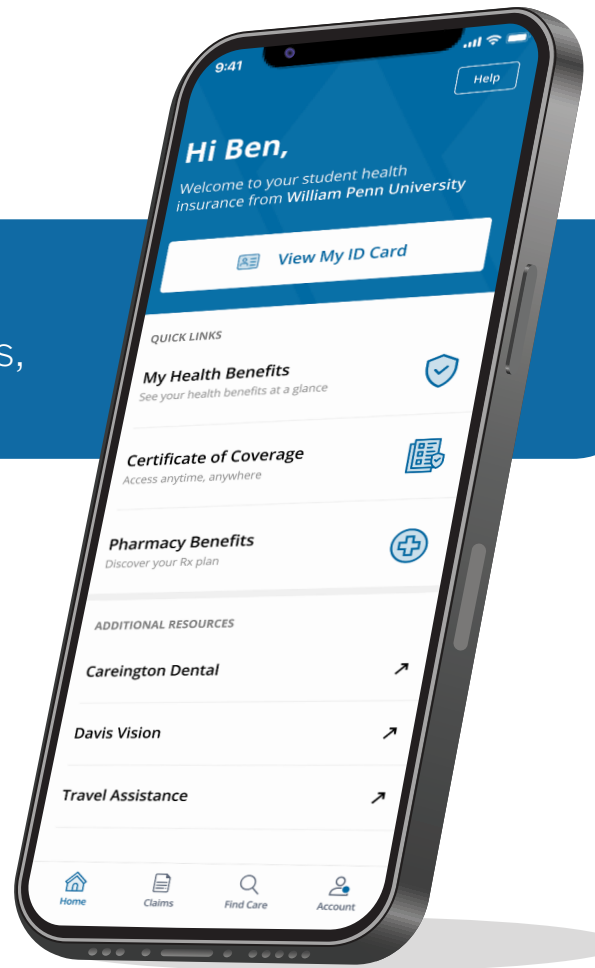 9:41
Help
Hi Ben,
Welcome to your student health
insurance from William Penn University
View My ID Card
s,
QUICK LINKS
My Health Benefits
See your health benefits at a glance
Certificate of Coverage
Access anytime, anywhere
Pharmacy Benefits
Discover your Rx plan
ADDITIONAL RESOURCES
Careington Dental
Davis Vision
Travel Assistance
Home
Claims
Find Care
Account